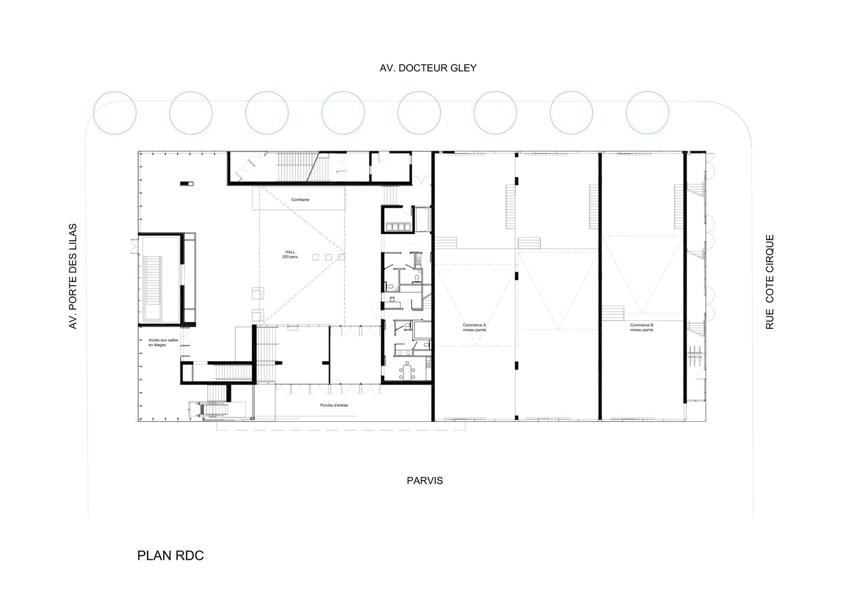 AV. DOCTEUR GLEY
AV. PORTE DES LILAS
RUE COTE CIRQUE
Confiserie
HALL
200 pers.
Commerce A
niveau parvis
Commerce B
niveau parvis
Accès aux salles
en étages
Porche d'entrée
PARVIS
PLAN RDC